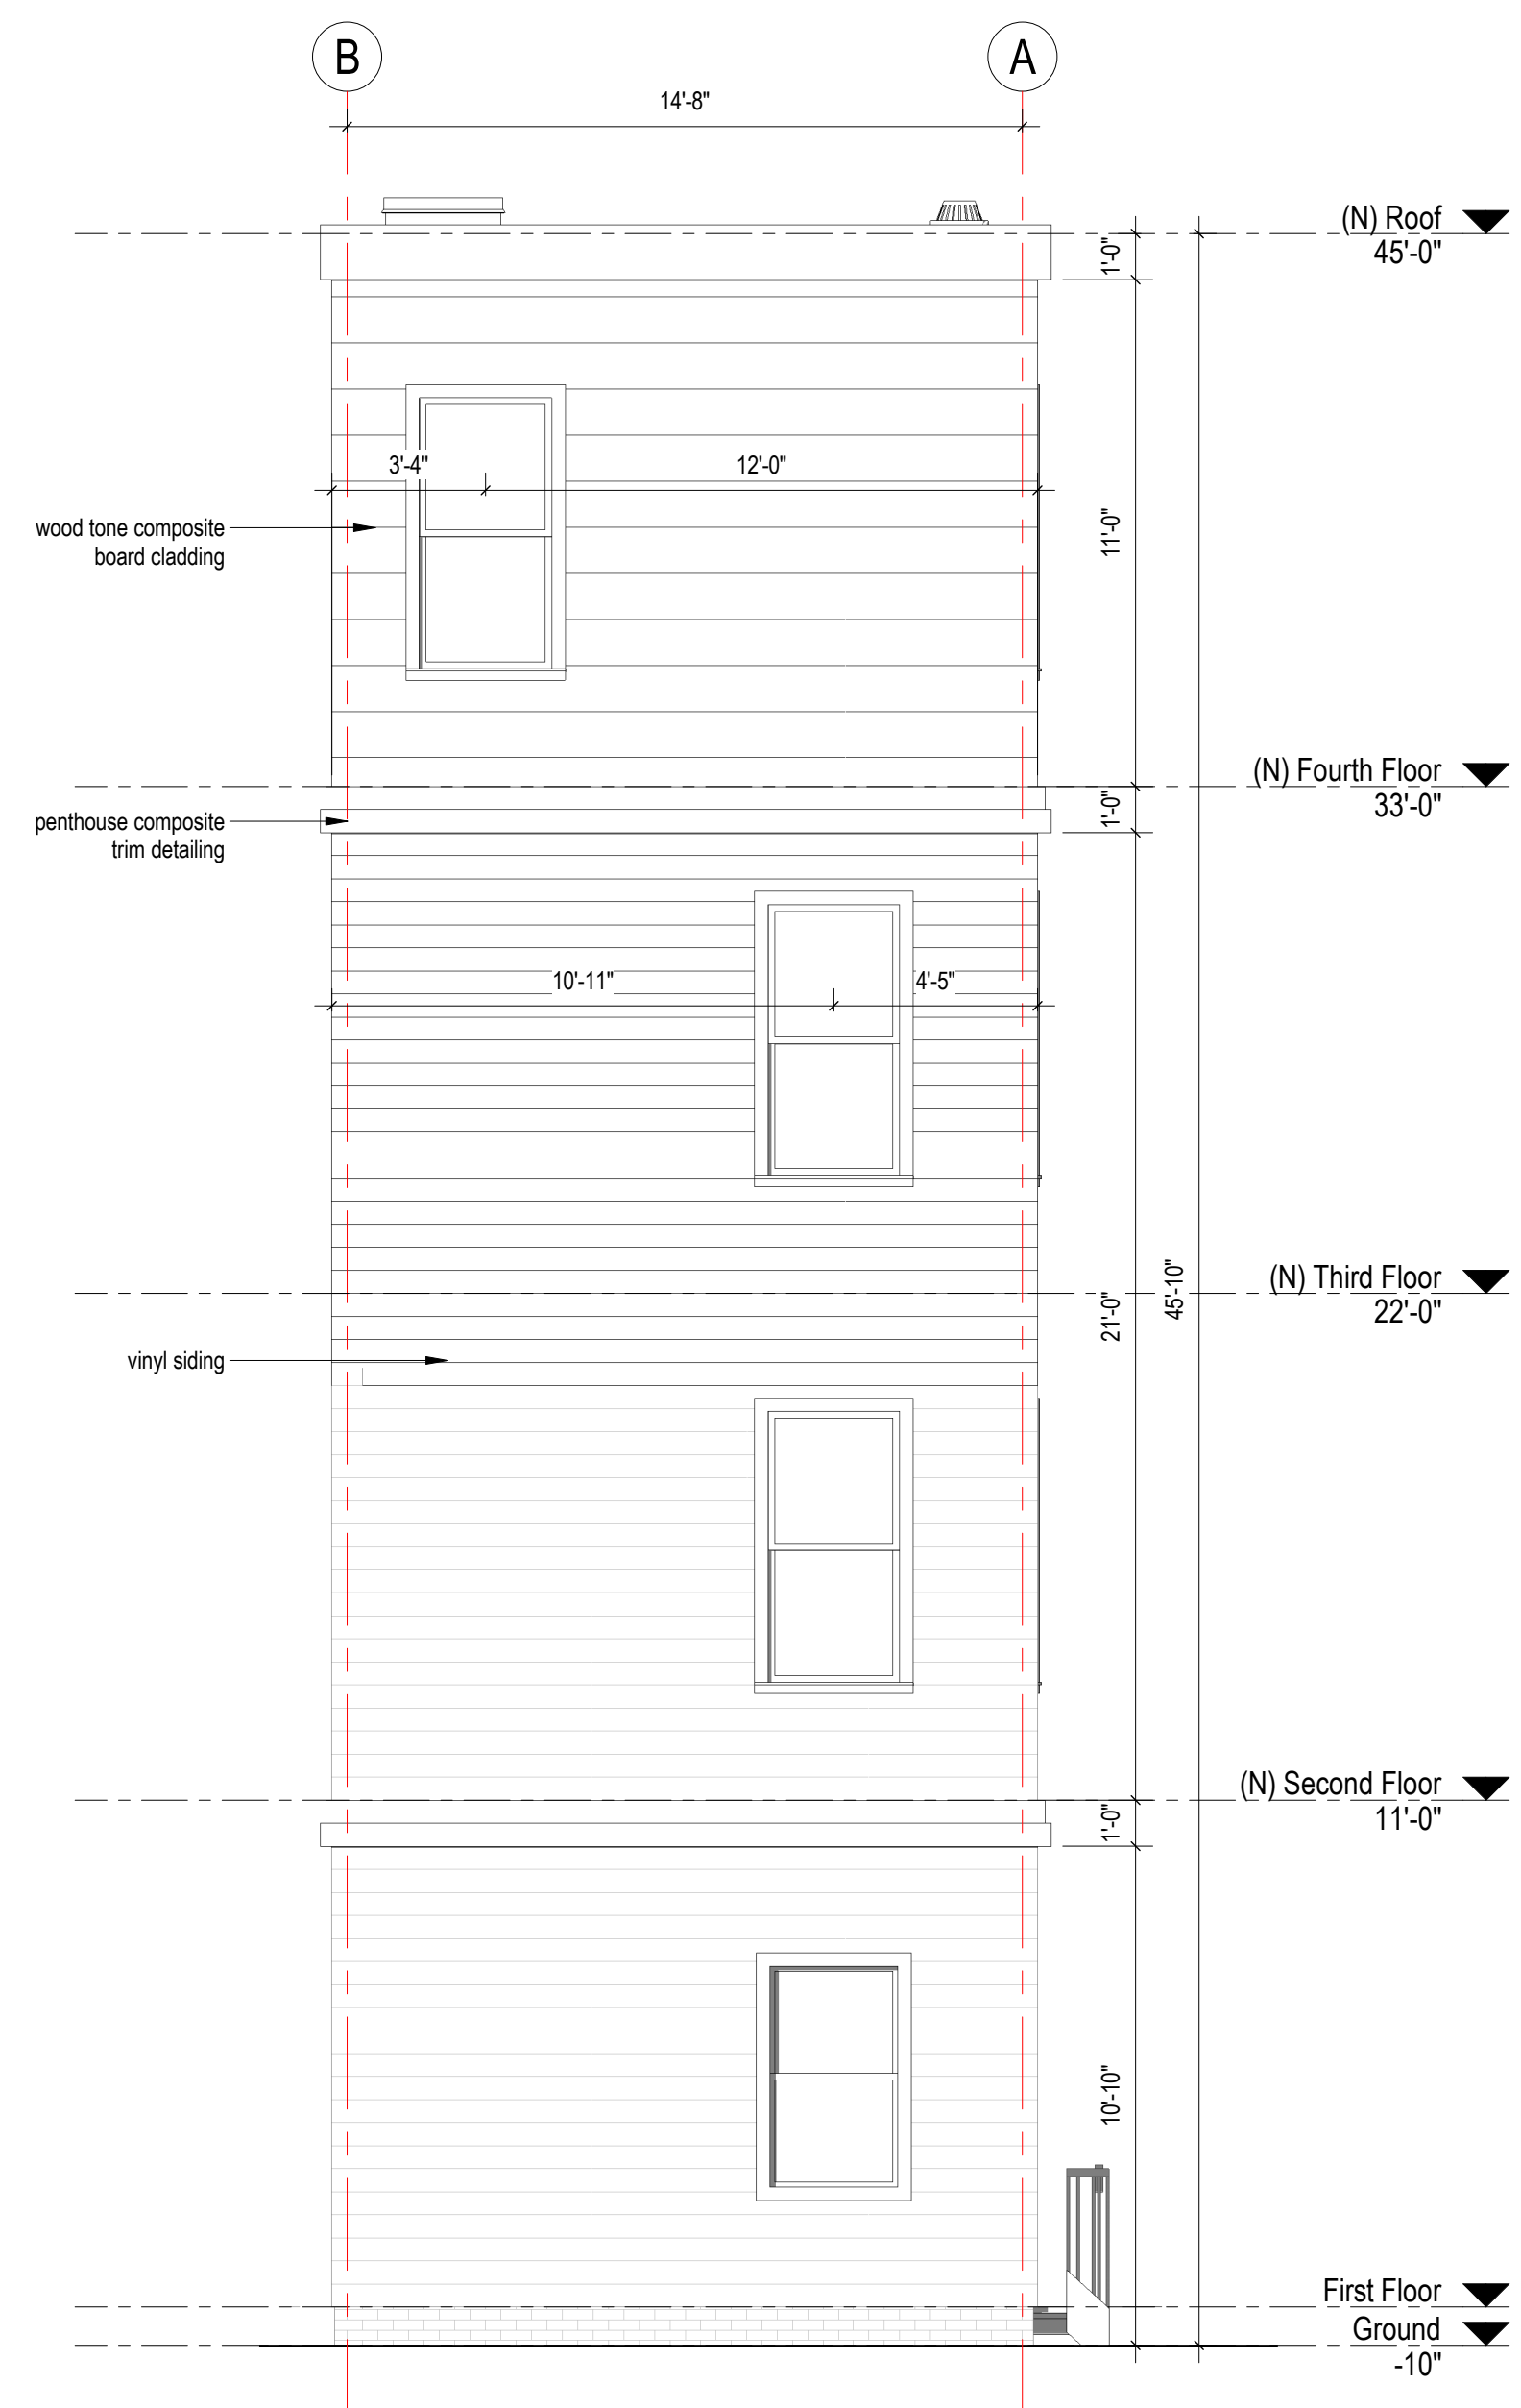 B
A
14'-8"
(N) Roof
45'-0"
1'-0"
3'-4"
12'-0"
wood tone composite
board cladding
11'-0"
(N) Fourth Floor
33'-0"
1'-0"
penthouse composite
trim detailing
10'-11"
4'-5"
(N) Third Floor
22'-0"
45'-10"
21'-0"
vinyl siding
(N) Second Floor
11'-0"
1'-0"
10'-10"
First Floor
Ground
-10"